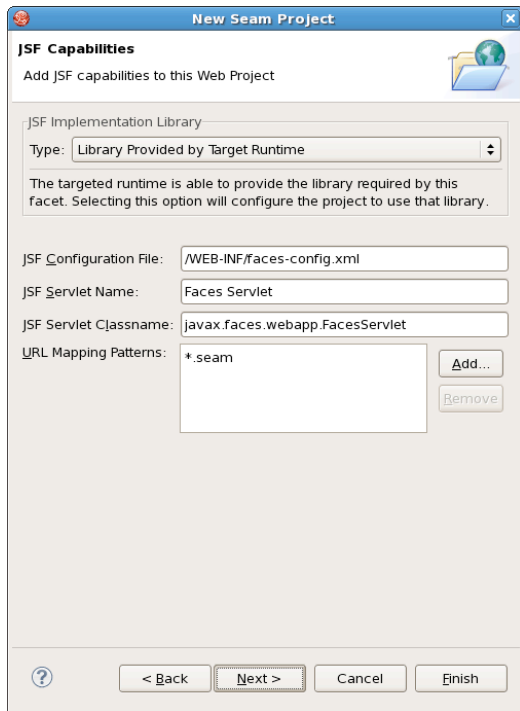 New Seam Project
JSF Capabilities
Add JSF capabilities to this Web Project
JSF Implementation Library
Type: Library Provided by Target Runtime
The targeted runtime is able to provide the library required by this
facet. Selecting this option will configure the project to use that library.
JSF Configuration File: /WEB-INF/faces-config.xml
JSF Servlet Name: Faces Servlet
JSF Servlet Classname: javax.faces.webapp.FacesServlet
URL Mapping Patterns: *.seam Add...
Remove
? < Back Next > Cancel Finish